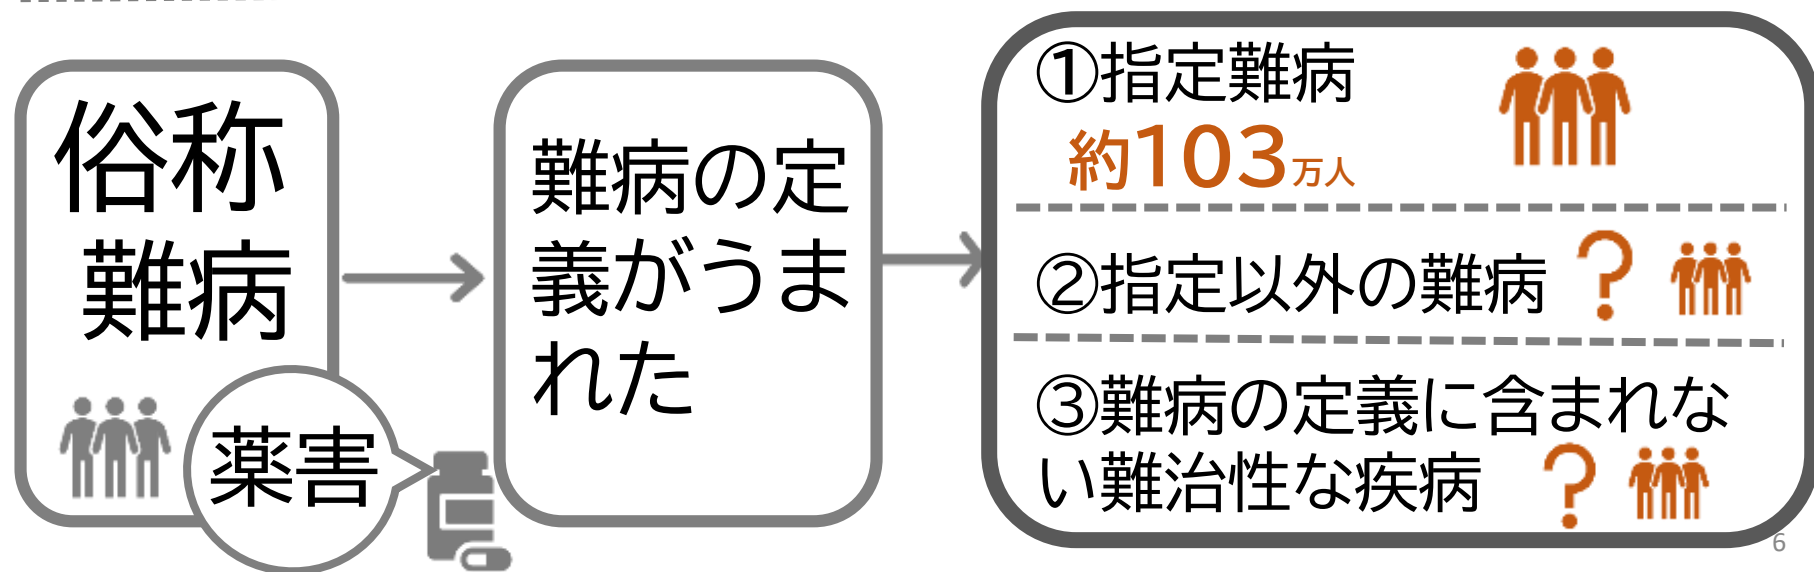 俗称
難病
薬害
難病の定
義がうま
れた
①指定難病
約103万人
②指定以外の難病 ?
③難病の定義に含まれな
い難治性な疾病 ?
6